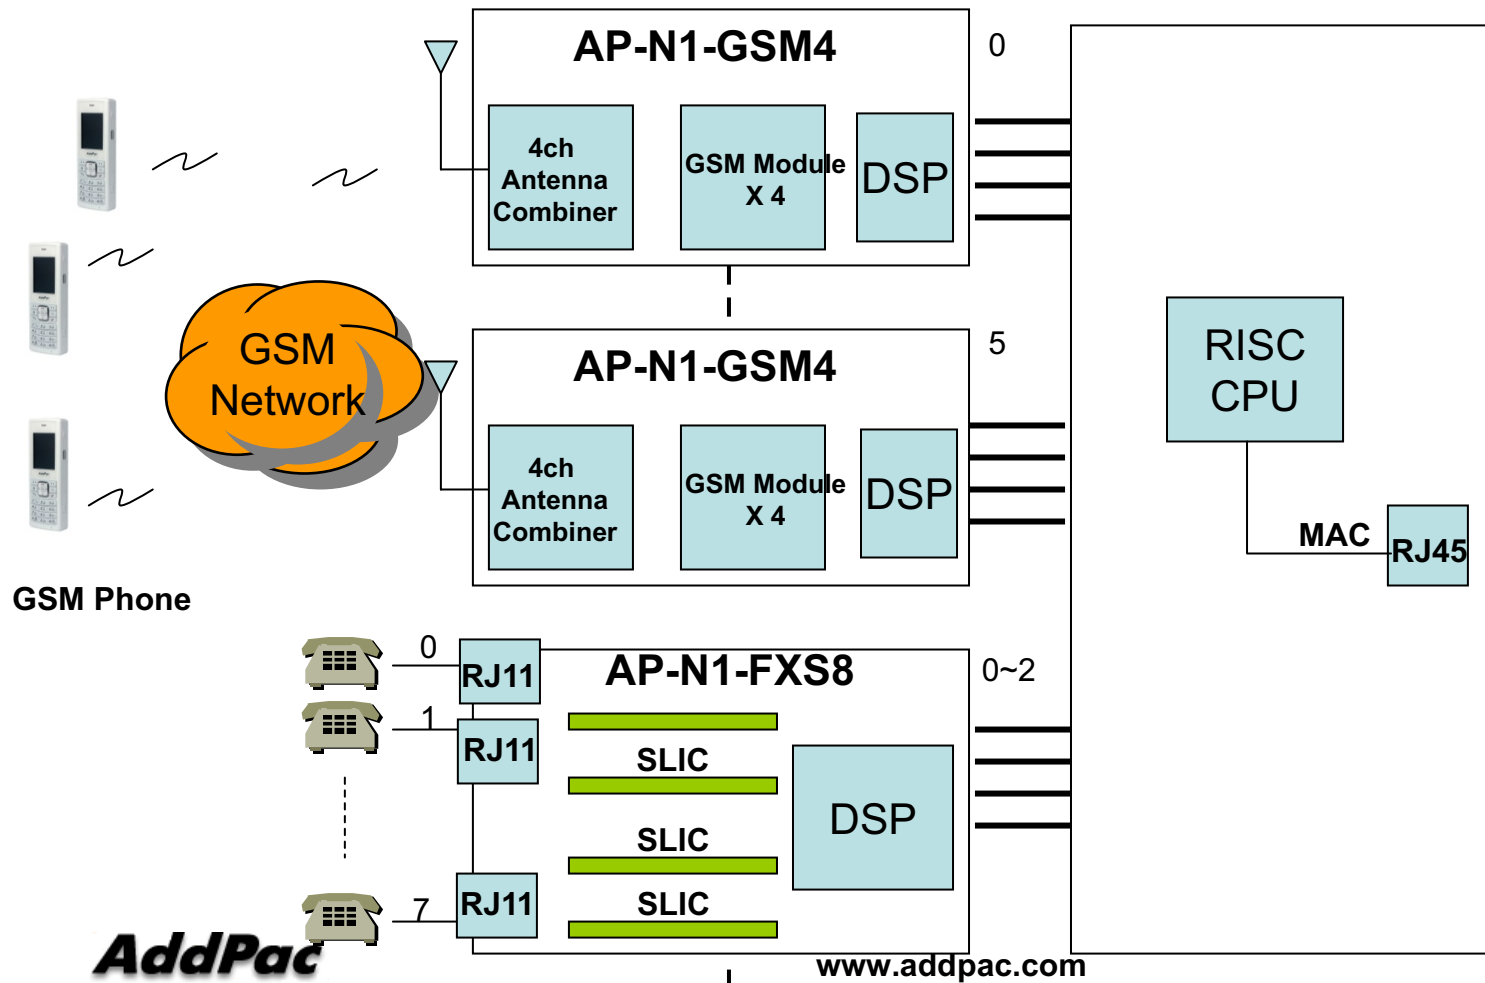 AP-N1-GSM4
0
4ch
Antenna
Combiner
GSM Module
X 4
DSP
GSM
Network
AP-N1-GSM4
5
4ch
Antenna
Combiner
GSM Module
X 4
DSP
RISC
CPU
MAC
RJ45
GSM Phone
0
RJ11
AP-N1-FXS8
0~2
1
RJ11
SLIC
DSP
SLIC
7
RJ11
SLIC
AddPac
www.addpac.com